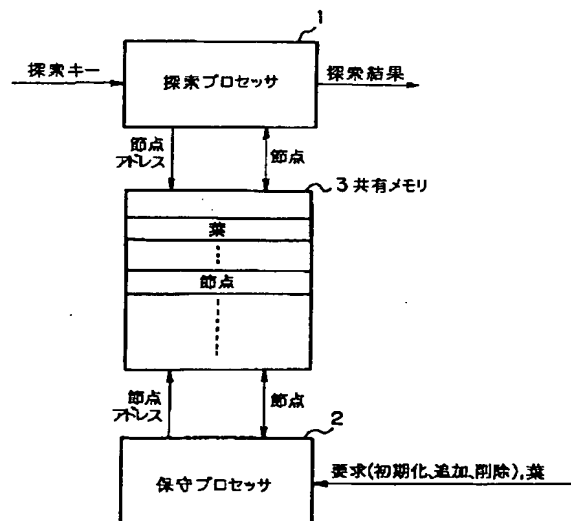 1
探索キー
探索プロセッサ
探索結果
節点
アドレス
節点
3共有メモリ
葉
節点
節点
アドレス
節点
2
保守プロセッサ
要求(初期化、追加、削除),葉